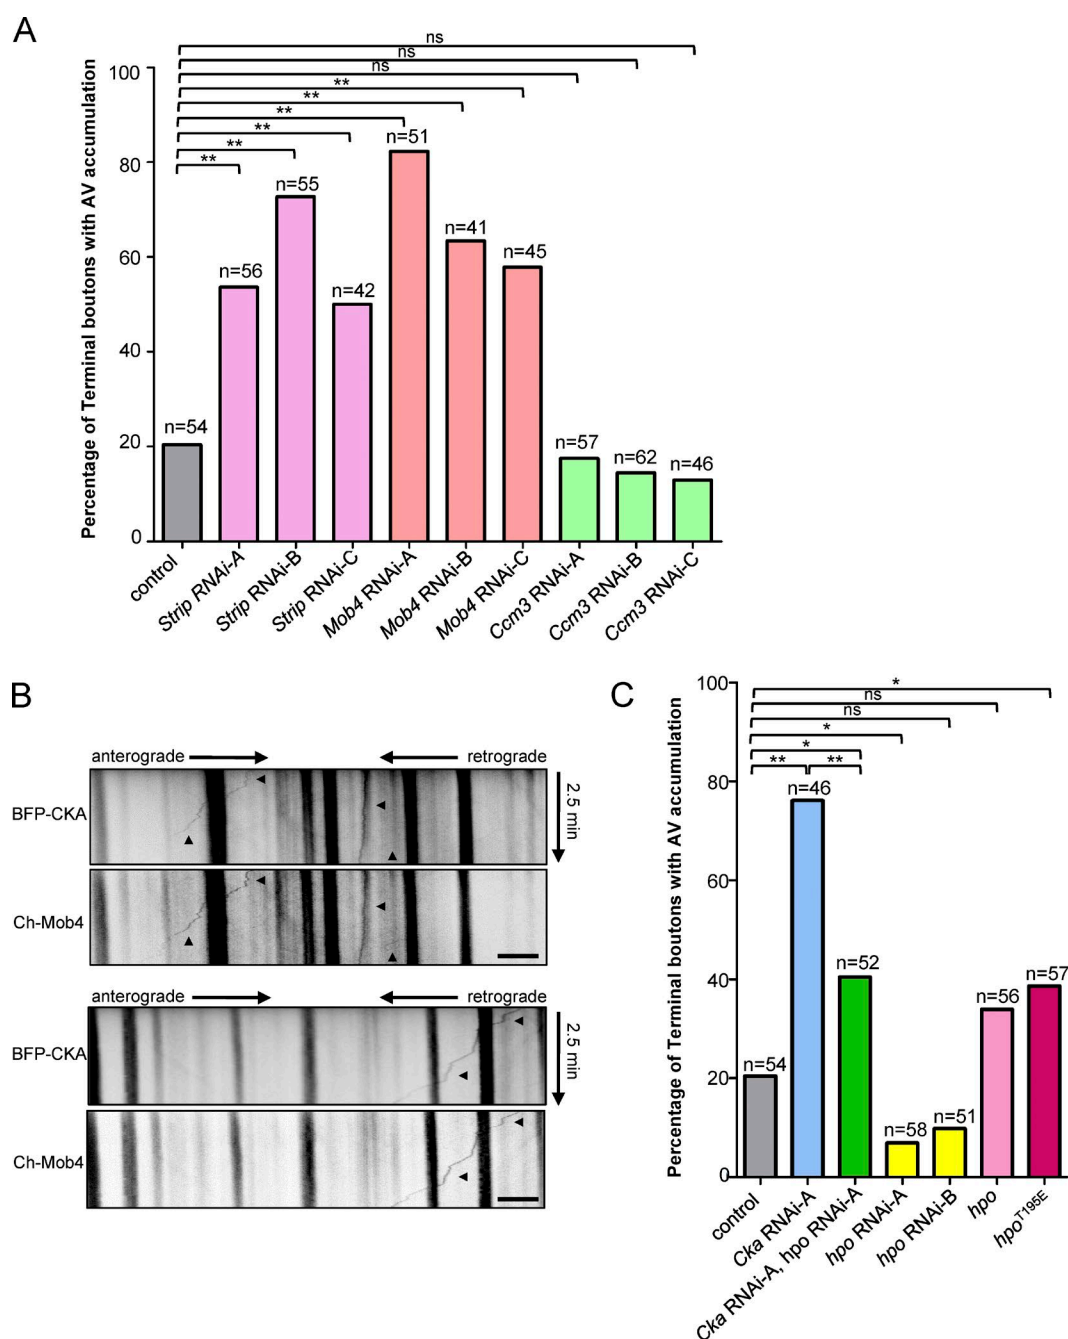 A
ns
ns
ns
**
**
**
**
**
**
Percentage of Terminal boutons with AV accumulation
100
80
60
40
20
0
n=54
n=56
n=55
n=42
n=51
n=41
n=45
n=57
n=62
n=46
control
Strip RNAi-A
Strip RNAi-B
Strip RNAi-C
Mob4 RNAi-A
Mob4 RNAi-B
Mob4 RNAi-C
Ccm3 RNAi-A
Ccm3 RNAi-B
Ccm3 RNAi-C
B
anterograde
retrograde
BFP-CKA
2.5 min
Ch-Mob4
anterograde
retrograde
BFP-CKA
2.5 min
Ch-Mob4
C
*
ns
ns
*
*
** **
Percentage of Terminal boutons with AV accumulation
100
80
60
40
20
0
n=54
n=46
n=52
n=58
n=51
n=56
n=57
control
Cka RNAi-A
Cka RNAi-A, hpo RNAi-A
hpo RNAi-A
hpo RNAi-B
hpo
hpoT195E